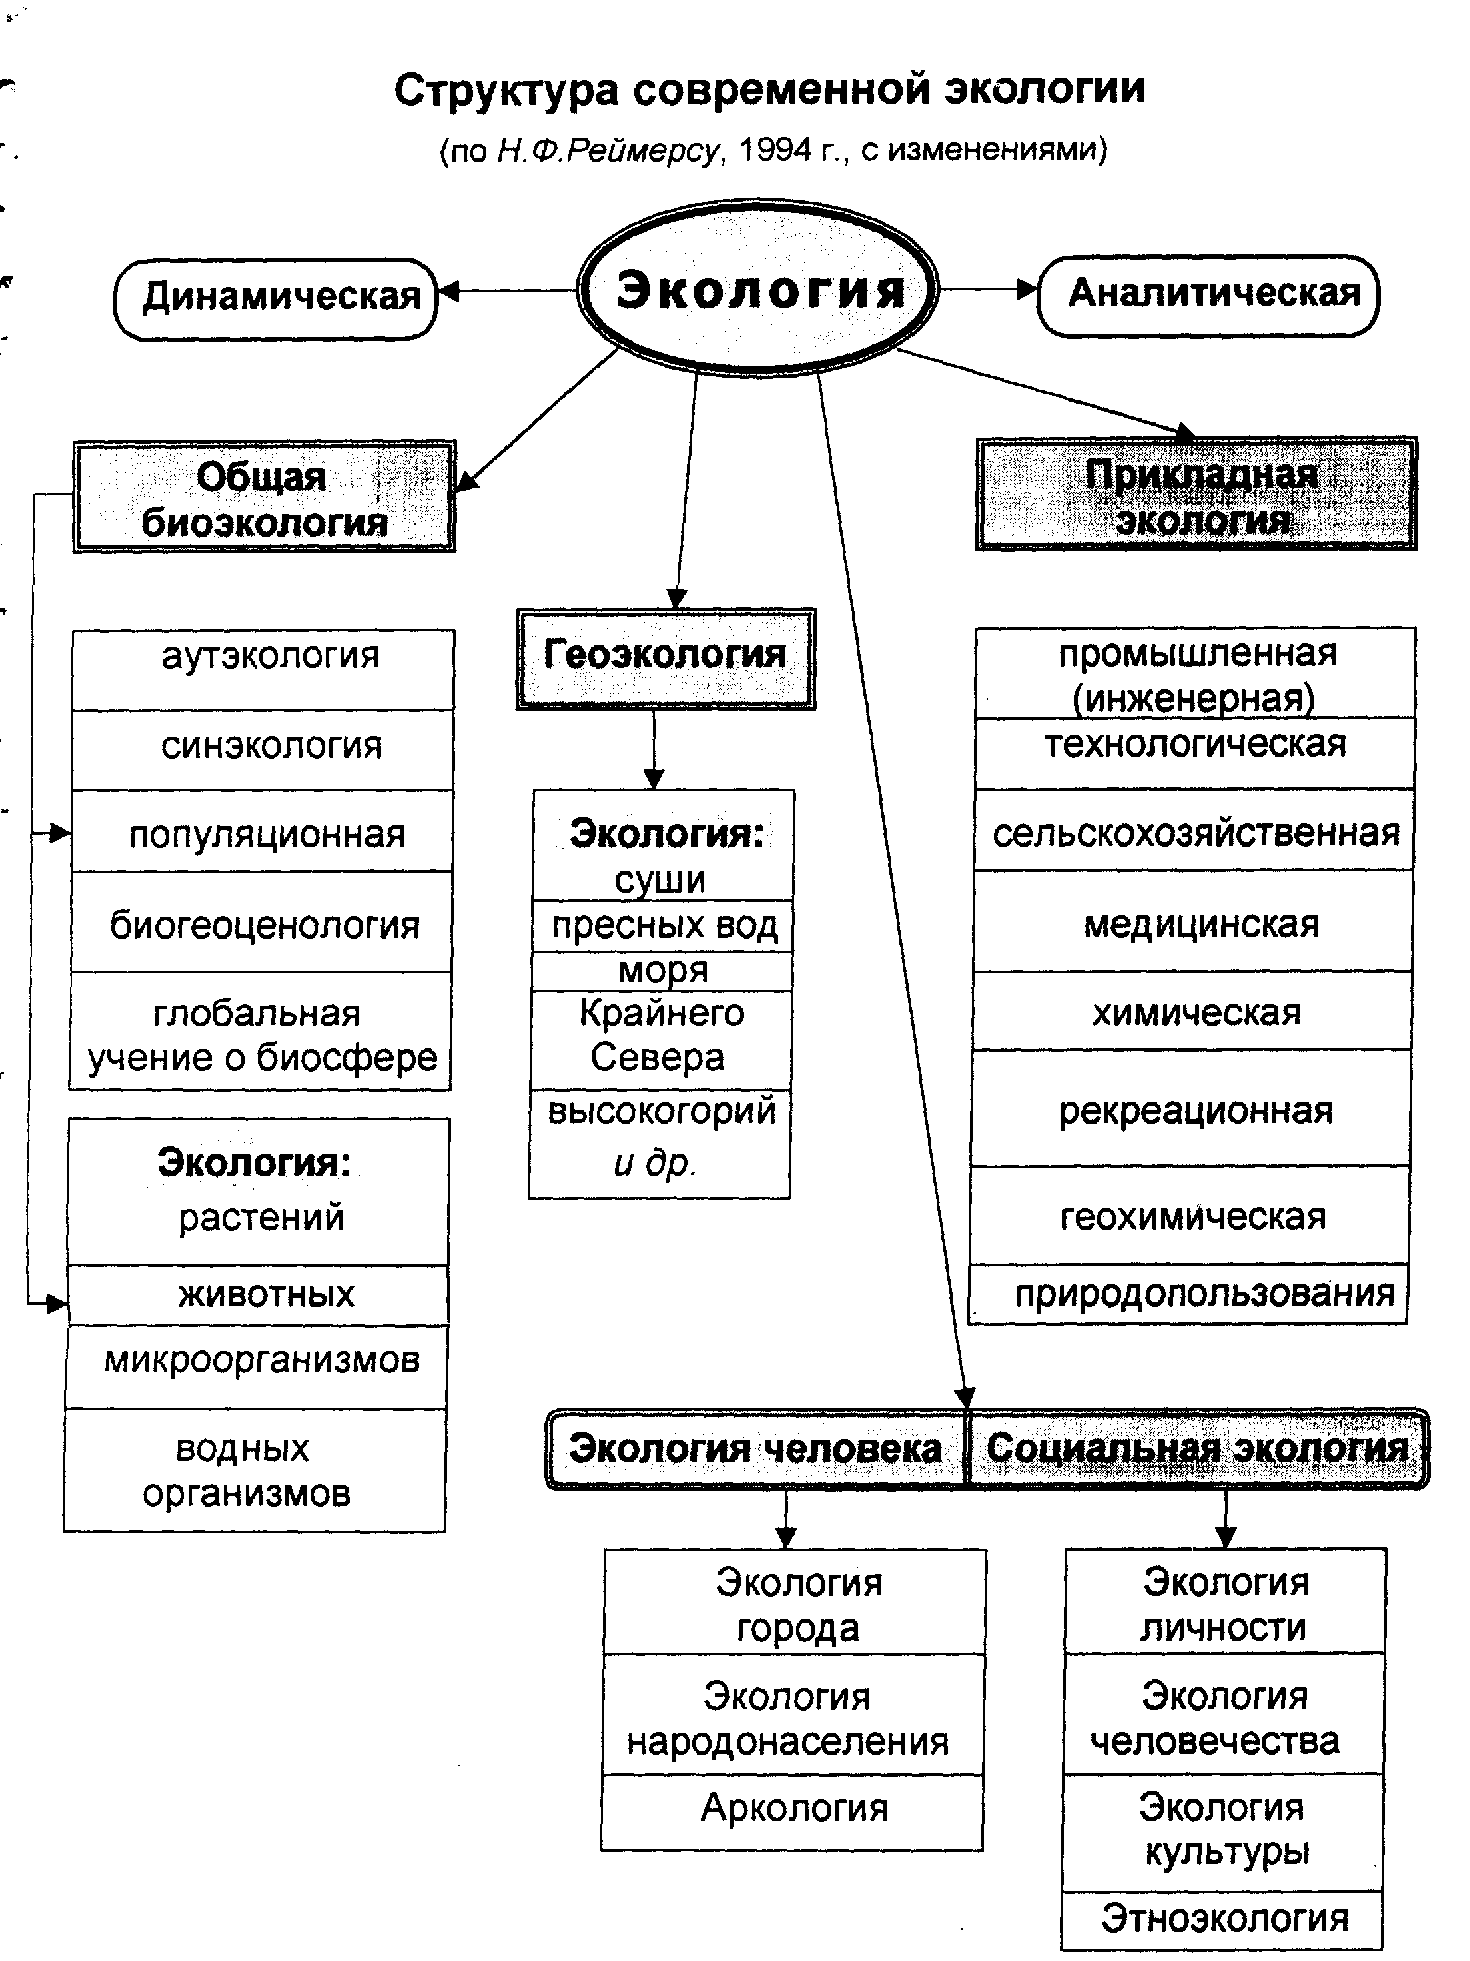 Структура современной экологии
(по Н.Ф.Реймерсу, 1994 г., с изменениями)
Экология
Динамическая
Аналитическая
Общая
биоэкология
Прикладная
экология
Геоэкология
аутэкология
синэкология
популяционная
биогеоценология
глобальная
учение о биосфере
Экология:
растений
животных
микроорганизмов
водных
организмов
Экология:
суши
пресных вод
моря
Крайнего
Севера
высокогорий
и др.
промышленная
(инженерная)
технологическая
сельскохозяйственная
медицинская
химическая
рекреационная
геохимическая
природопользования
Экология человека
Социальная экология
Экология
города
Экология
народонаселения
Аркология
Экология
личности
Экология
человечества
Экология
культуры
Этноэкология